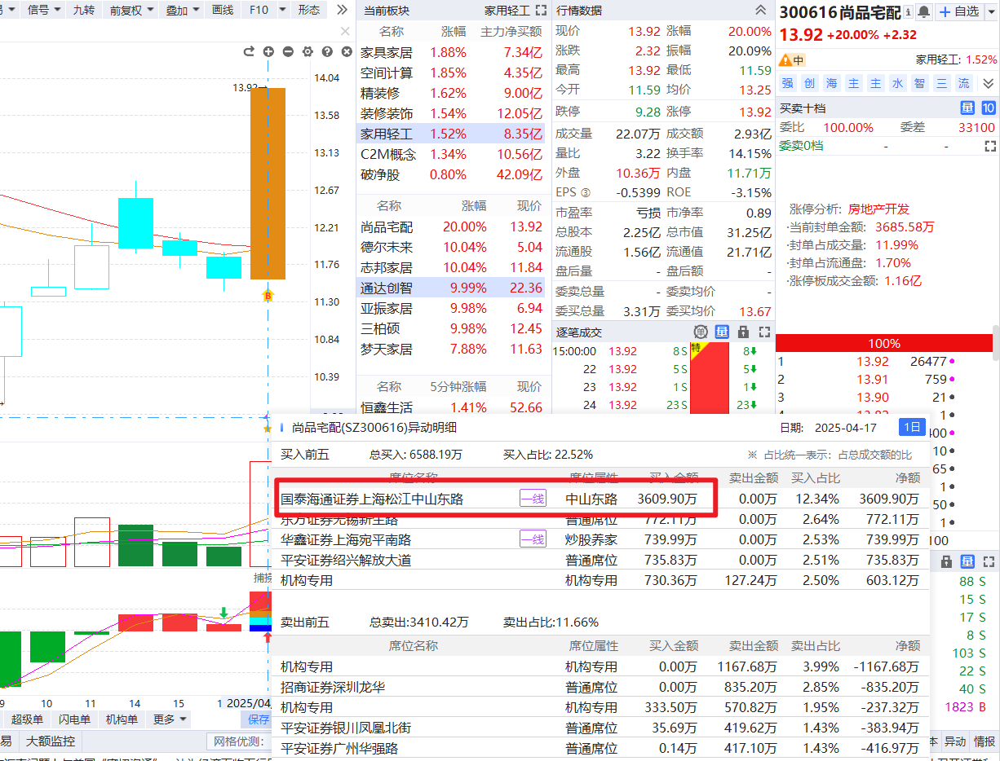 信号 九转 前复权 叠加 画线 F10 形态
13.92
14.04
13.58
13.13
12.67
12.21
11.76
11.30
10.84
10.39
B
当前板块 家用轻工
名称 涨幅 主力净买额
家具家居 1.88% 7.34亿
空间计算 1.85% 4.35亿
精装修 1.62% 9.00亿
装修装饰 1.54% 12.05亿
家用轻工 1.52% 8.35亿
C2M概念 1.34% 10.56亿
破净股 0.80% 42.09亿
名称 涨幅 现价
尚品宅配 20.00% 13.92
德尔未来 10.04% 5.04
志邦家居 10.04% 11.84
通达创智 9.99% 22.36
亚振家居 9.98% 6.94
三柏硕 9.98% 12.45
梦天家居 7.88% 11.63
名称 5分钟涨幅 现价
恒鑫生活 1.41% 52.66
行情数据
现价 13.92 涨幅 20.00%
涨跌 2.32 振幅 20.09%
最高 13.92 最低 11.59
今开 11.59 均价 13.25
跌停 9.28 涨停 13.92
成交量 22.07万 成交额 2.93亿
量比 3.22 换手率 14.15%
外盘 10.36万 内盘 11.71万
EPS ③ -0.5399 ROE -3.15%
市盈率 亏损 市净率 0.89
总股本 2.25亿 总市值 31.25亿
流通股 1.56亿 流通值 21.71亿
盘后量 - 盘后额 -
委卖总量 - 委卖均价 -
委买总量 3.31万 委买均价 13.67
逐笔成交 单 量
15:00:00 13.92 8 S 特 8
22 13.92 5 S 5
23 13.92 1 S 1
24 13.92 23 S 23
300616 尚品宅配 自选
13.92 +20.00% +2.32
中 家用轻工: 1.52%
强 创 海 主 主 水 智 三 流
买卖十档 量 10
委比 100.00% 委差 33100
委卖0档 - -
涨停分析: 房地产开发
·当前封单金额: 3685.58万
·封单占成交量: 11.99%
·封单占流通盘: 1.70%
·涨停板成交金额: 1.16亿
100%
1 13.92 26477
2 13.91 759
3 13.90 21
1
400
10
65
1
50
1
100
量
88 S
15 S
17 S
8 S
103 S
22 S
40 S
1823 B
尚品宅配(SZ300616)异动明细 日期: 2025-04-17 1日
买入前五 总买入: 6588.19万 买入占比: 22.52% ※ 占比统一表示：占总成交额的比
席位名称 席位属性 买入金额 卖出金额 买入占比 净额
国泰海通证券上海松江中山东路 一线 中山东路 3609.90万 0.00万 12.34% 3609.90万
东方证券无锡新生路 普通席位 772.11万 0.00万 2.64% 772.11万
华鑫证券上海宛平南路 一线 炒股养家 739.99万 0.00万 2.53% 739.99万
平安证券绍兴解放大道 普通席位 735.83万 0.00万 2.51% 735.83万
机构专用 机构专用 730.36万 127.24万 2.50% 603.12万
卖出前五 总卖出:3410.42万 卖出占比:11.66%
席位名称 席位属性 买入金额 卖出金额 卖出占比 净额
机构专用 机构专用 0.00万 1167.68万 3.99% -1167.68万
招商证券深圳龙华 普通席位 0.00万 835.20万 2.85% -835.20万
机构专用 机构专用 333.50万 570.82万 1.95% -237.32万
平安证券银川凤凰北街 普通席位 35.69万 419.62万 1.43% -383.94万
平安证券广州华强路 普通席位 0.14万 417.10万 1.43% -416.97万
捕捞
9 10 11 14 15 1 2025/04/
超级单 闪电单 机构单 更多 保存
易 大额监控 网格优测:
本 异动 情报